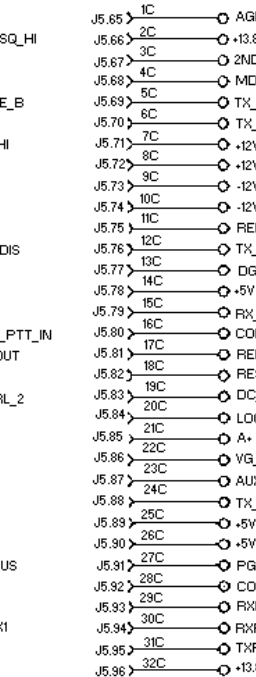 J5.65 1C AG
SQ_HI J5.66 2C +13.8
J5.67 3C 2ND
J5.68 4C MD
E_B J5.69 5C TX_
J5.70 6C TX_
HI J5.71 7C +12V
J5.72 8C +12V
J5.73 9C -12V
J5.74 10C -12V
J5.75 11C REF
DIS J5.76 12C TX_
J5.77 13C DG
J5.78 14C +5V
J5.79 15C RX_
_PTT_IN J5.80 16C CO
OUT J5.81 17C REF
J5.82 18C RES
RL_2 J5.83 19C DC_
J5.84 20C LO
J5.85 21C A+
J5.86 22C VG_
J5.87 23C AUX
J5.88 24C TX_
J5.89 25C +5V
J5.90 26C +5V
US J5.91 27C PG
J5.92 28C CO
J5.93 29C RX
X1 J5.94 30C RX
J5.95 31C TX
J5.96 32C +13.8